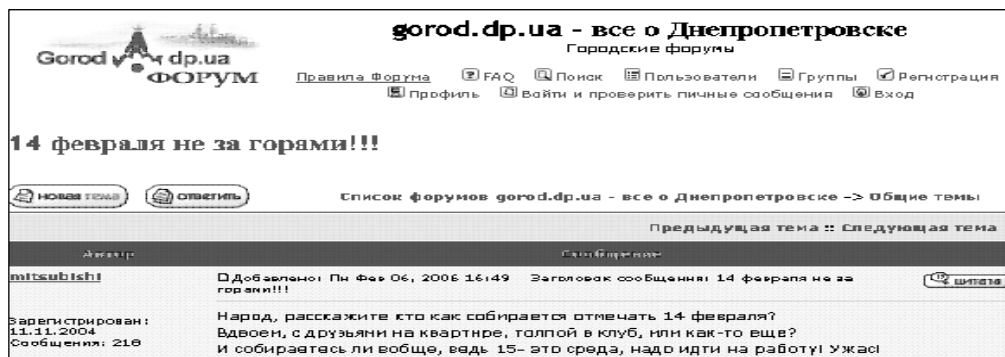 gorod.dp.ua - все о Днепропетровске
Городские форумы
Gorod dp.ua
ФОРУМ
Правила Форума FAQ Поиск Пользователи Группы Регистрация
Профиль Войти и проверить личные сообщения Вход
14 февраля не за горами!!!
новая тема ответить Список форумов gorod.dp.ua - все о Днепропетровске -> Общие темы
Предыдущая тема :: Следующая тема
Автор Сообщение
mitsubishi Добавлено: Пн Фев 06, 2006 16:49 Заголовок сообщения: 14 февраля не за горами!!! цитата
Зарегистрирован:
11.11.2004
Сообщения: 218
Народ, расскажите кто как собирается отмечать 14 февраля?
Вдвоем, с друзьями на квартире, толпой в клуб, или как-то еще?
И собираетесь ли вобще, ведь 15- это среда, надо идти на работу! Ужас!